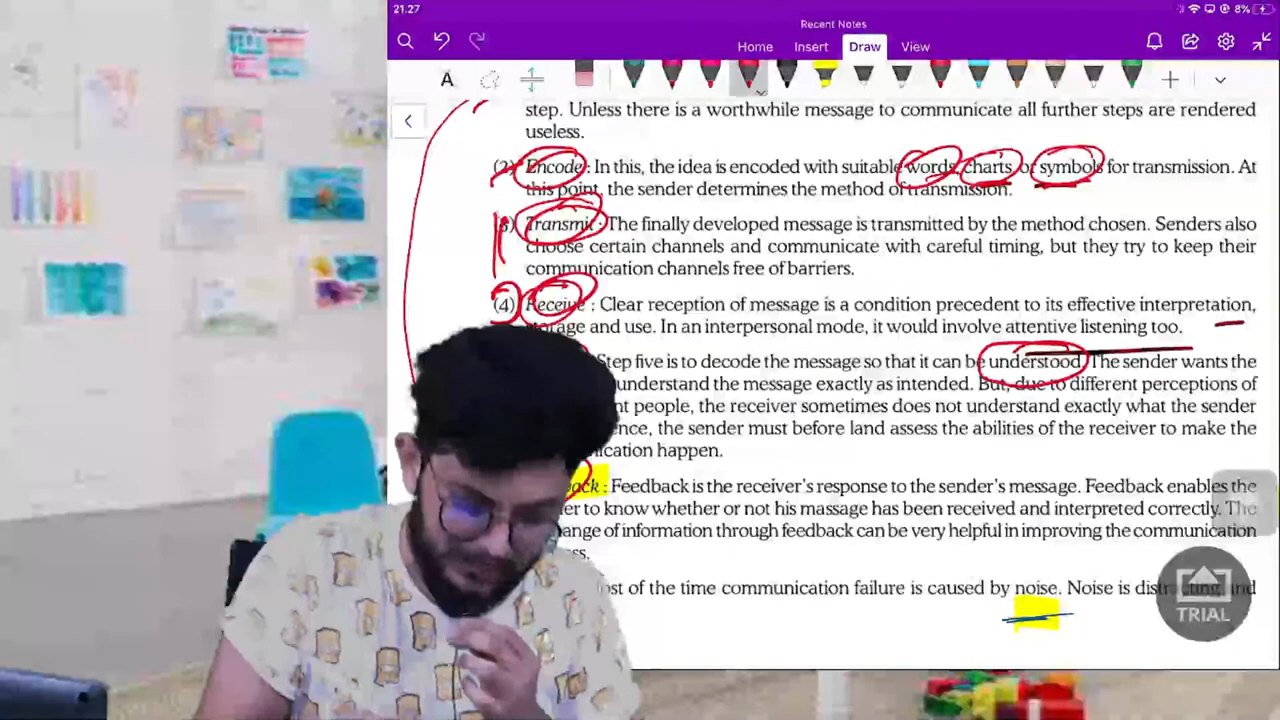 21.27
8%
Recent Notes
Home Insert Draw View
A
step. Unless there is a worthwhile message to communicate all further steps are rendered
useless.
(2) Encode : In this, the idea is encoded with suitable words, charts or symbols for transmission. At
this point, the sender determines the method of transmission.
(3) Transmit : The finally developed message is transmitted by the method chosen. Senders also
choose certain channels and communicate with careful timing, but they try to keep their
communication channels free of barriers.
(4) Receive : Clear reception of message is a condition precedent to its effective interpretation,
and use. In an interpersonal mode, it would involve attentive listening too.
Step five is to decode the message so that it can be understood. The sender wants the
understand the message exactly as intended. But, due to different perceptions of
people, the receiver sometimes does not understand exactly what the sender
the sender must before land assess the abilities of the receiver to make the
happen.
Feedback is the receiver's response to the sender's message. Feedback enables the
to know whether or not his massage has been received and interpreted correctly. The
of information through feedback can be very helpful in improving the communication
of the time communication failure is caused by noise. Noise is distracting, and
TRIAL